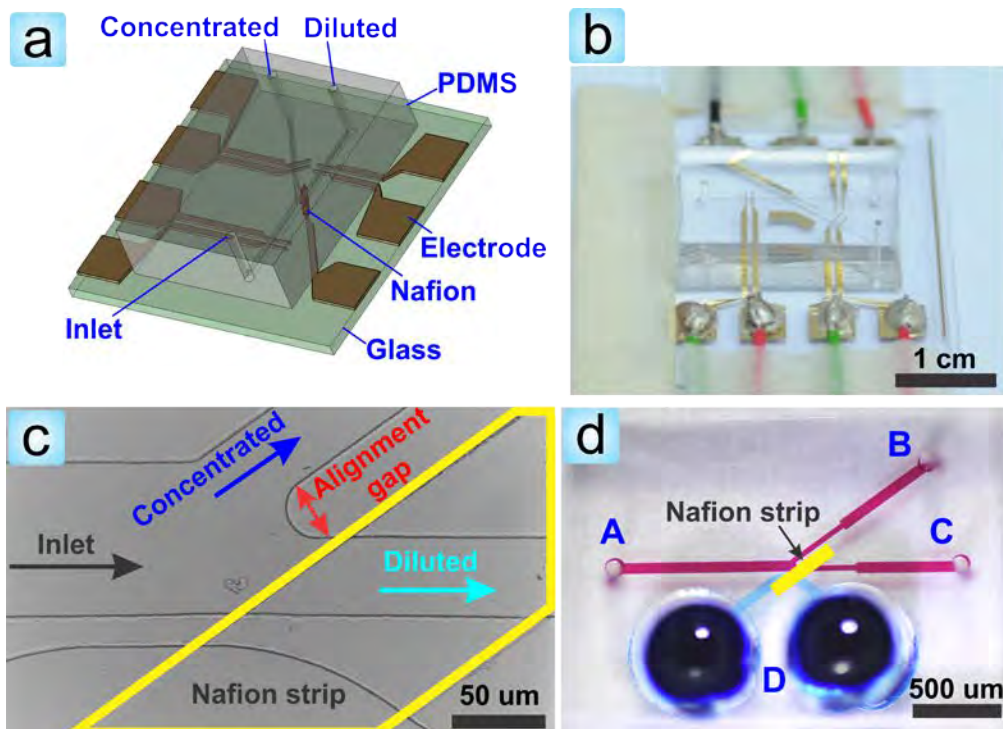 a
Concentrated
Diluted
PDMS
Electrode
Nafion
Inlet
Glass
b
1 cm
c
Concentrated
Alignment
gap
Inlet
Diluted
Nafion strip
50 um
d
B
Nafion strip
A
C
D
500 um